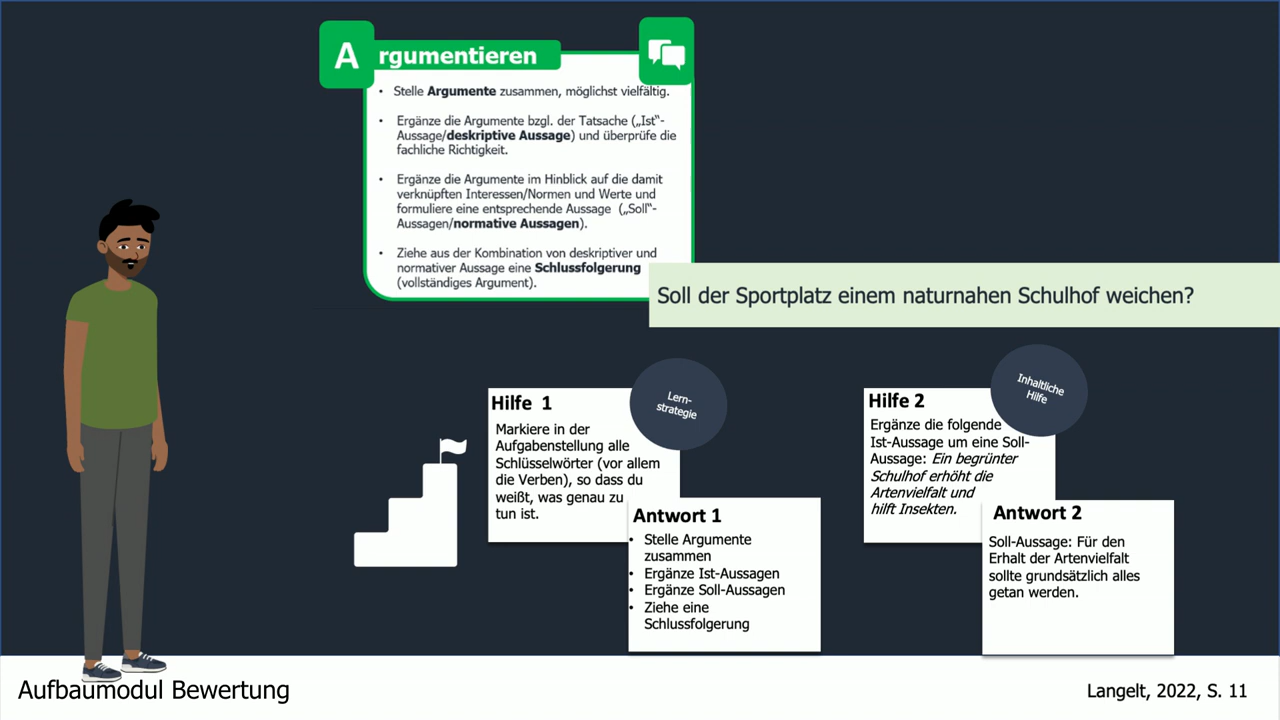 Argumentieren
• Stelle Argumente zusammen, möglichst vielfältig.
• Ergänze die Argumente bzgl. der Tatsache („Ist“-
Aussage/deskriptive Aussage) und überprüfe die
fachliche Richtigkeit.
• Ergänze die Argumente im Hinblick auf die damit
verknüpften Interessen/Normen und Werte und
formuliere eine entsprechende Aussage („Soll“-
Aussagen/normative Aussagen).
• Ziehe aus der Kombination von deskriptiver und
normativer Aussage eine Schlussfolgerung
(vollständiges Argument).
Soll der Sportplatz einem naturnahen Schulhof weichen?
Hilfe 1
Lern-
strategie
Markiere in der
Aufgabenstellung alle
Schlüsselwörter (vor allem
die Verben), so dass du
weißt, was genau zu
tun ist.
Antwort 1
• Stelle Argumente
zusammen
• Ergänze Ist-Aussagen
• Ergänze Soll-Aussagen
• Ziehe eine
Schlussfolgerung
Hilfe 2
Inhaltliche
Hilfe
Ergänze die folgende
Ist-Aussage um eine Soll-
Aussage: Ein begrünter
Schulhof erhöht die
Artenvielfalt und
hilft Insekten.
Antwort 2
Soll-Aussage: Für den
Erhalt der Artenvielfalt
sollte grundsätzlich alles
getan werden.
Aufbaumodul Bewertung
Langelt, 2022, S. 11